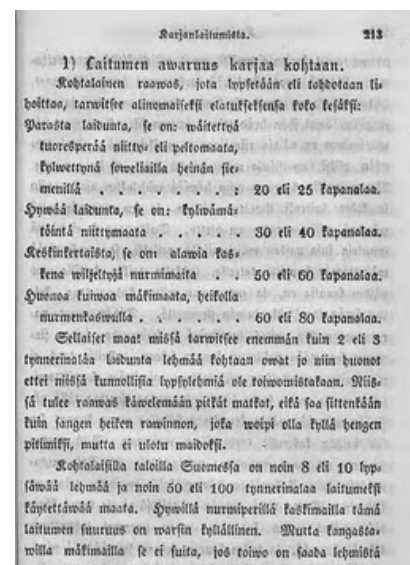 Karjanlaitumista. 213
1) Laitumen awaruus karjaa kohtaan.
Kohtalainen raawas, jota lypsetään eli tahdotaan li-
hoittaa, tarwitsee alinomaiseksi elatuksekseusa koko kesäksi:
Parasta laidunta, se on: wäitettyä
tuoresperää niitty- eli peltomaata,
kylwettynä soweliailla heinän sie-
menillä . . . . . . : 20 eli 25 kapanalaa.
Hywää laidunta, se on: kylwämä-
töintä niittymaata . . . . 30 eli 40 kapanalaa.
Keskinkertaista, se on: alawia kas-
kena wiljeltyjä nurmimaita . 50 eli 60 kapanalaa.
Huonoa kuiwaa mäkimaata, heikolla
nurmenkaswulla . . . . . 60 eli 80 kapanalaa.
Sellaiset maat missä tarwitsee enemmän kuin 2 eli 3
tynnerinalaa laidunta lehmää kohtaan owat jo niin huonot
ettei niissä kunnollisia lypsylehmiä ole toiwomistakaan. Niis-
sä tulee raawas käwelemään pitkät matkat, eikä saa sittenkään
kuin sangen heikon rawinnon, joka woipi olla kyllä hengen
pitimiksi, mutta ei ulotu maidoksi.
Kohtalaisilla taloilla Suomessa on noin 8 eli 10 lyp-
säwää lehmää ja noin 50 eli 100 tynnerinalaa laitumeksi
käytettäwää maata. Hywillä nurmiperillä kaskimailla tämä
laitumen suuruus on warsin kyllällinen. Mutta kangasta-
willa mäkimailla se ei suita, jos toiwo on saada lehmistä